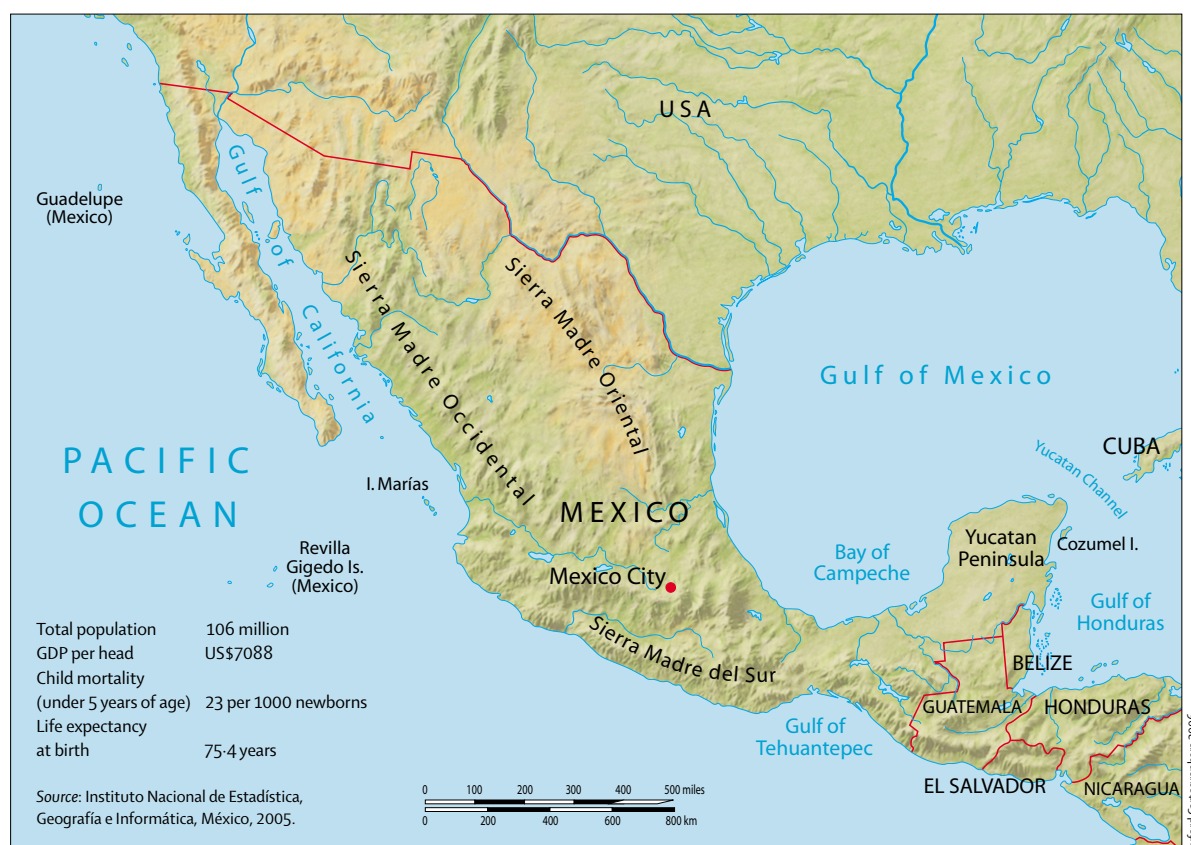 USA
Guadelupe
(Mexico)
Gulf of California
Sierra Madre Occidental
Sierra Madre Oriental
Gulf of Mexico
PACIFIC
OCEAN
CUBA
Yucatan Channel
I. Marías
MEXICO
Yucatan
Peninsula
Cozumel I.
Revilla
Gigedo Is.
(Mexico)
Bay of
Campeche
Mexico City
Gulf of
Honduras
Sierra Madre del Sur
BELIZE
GUATEMALA
HONDURAS
Gulf of
Tehuantepec
EL SALVADOR
NICARAGUA
Total population 106 million
GDP per head US$7088
Child mortality
(under 5 years of age) 23 per 1000 newborns
Life expectancy
at birth 75·4 years
Source: Instituto Nacional de Estadística,
Geografía e Informática, México, 2005.
0 100 200 300 400 500 miles
0 200 400 600 800 km